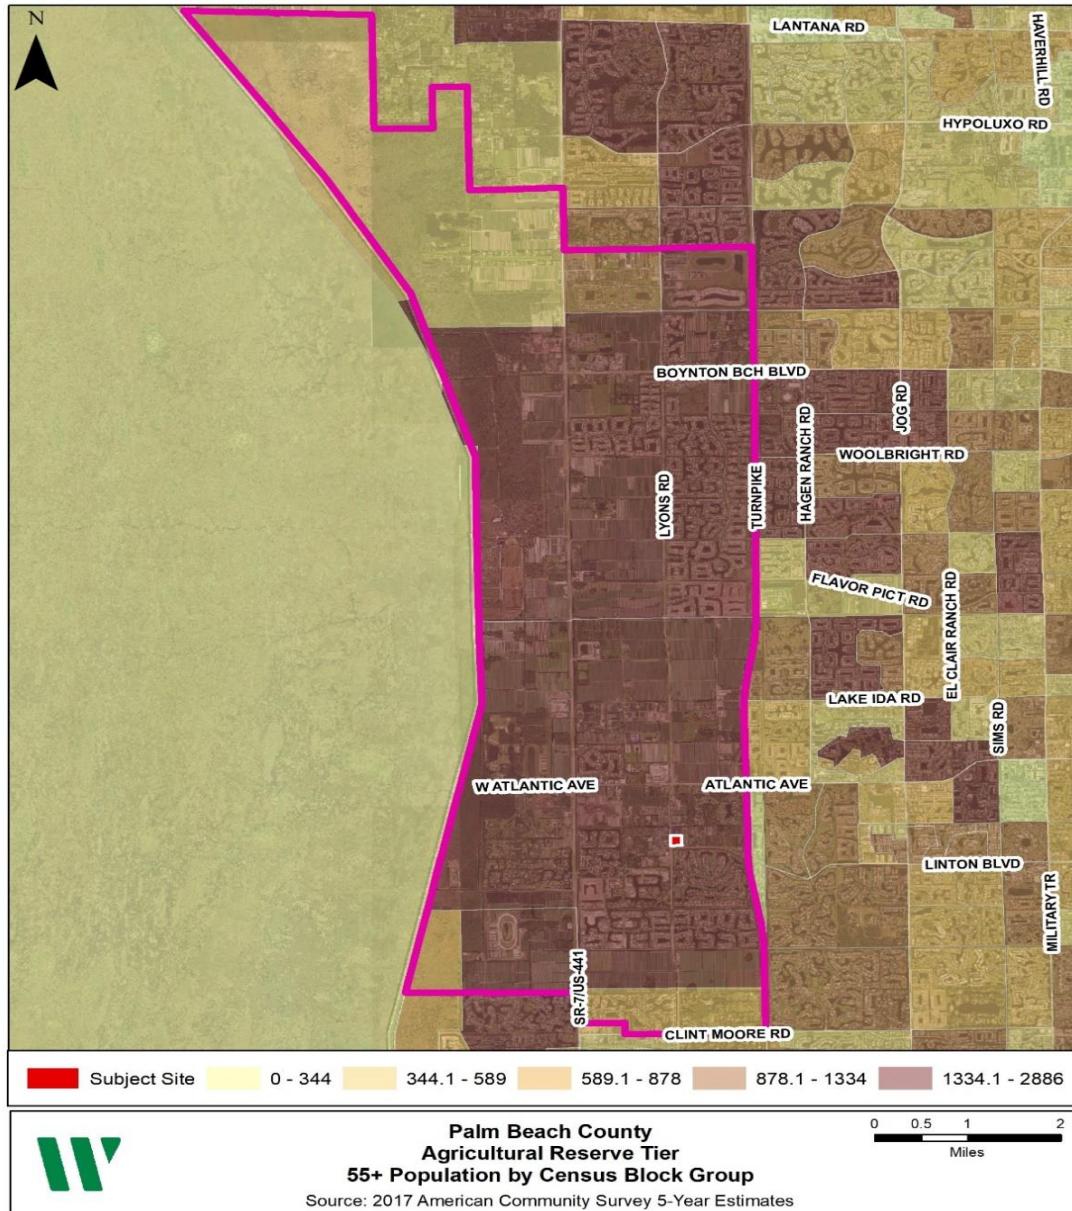 N
LANTANA RD
HAVERHILL RD
HYPOLUXO RD
BOYNTON BCH BLVD
JOG RD
HAGEN RANCH RD
WOOLBRIGHT RD
LYONS RD
TURNPIKE
FLAVOR PICT RD
EL CLAIR RANCH RD
LAKE IDA RD
SIMS RD
W ATLANTIC AVE
ATLANTIC AVE
LINTON BLVD
MILITARY TR
SR-7/US-441
CLINT MOORE RD
Subject Site 0 - 344 344.1 - 589 589.1 - 878 878.1 - 1334 1334.1 - 2886
W
Palm Beach County
Agricultural Reserve Tier
55+ Population by Census Block Group
Source: 2017 American Community Survey 5-Year Estimates
0 0.5 1 2
Miles